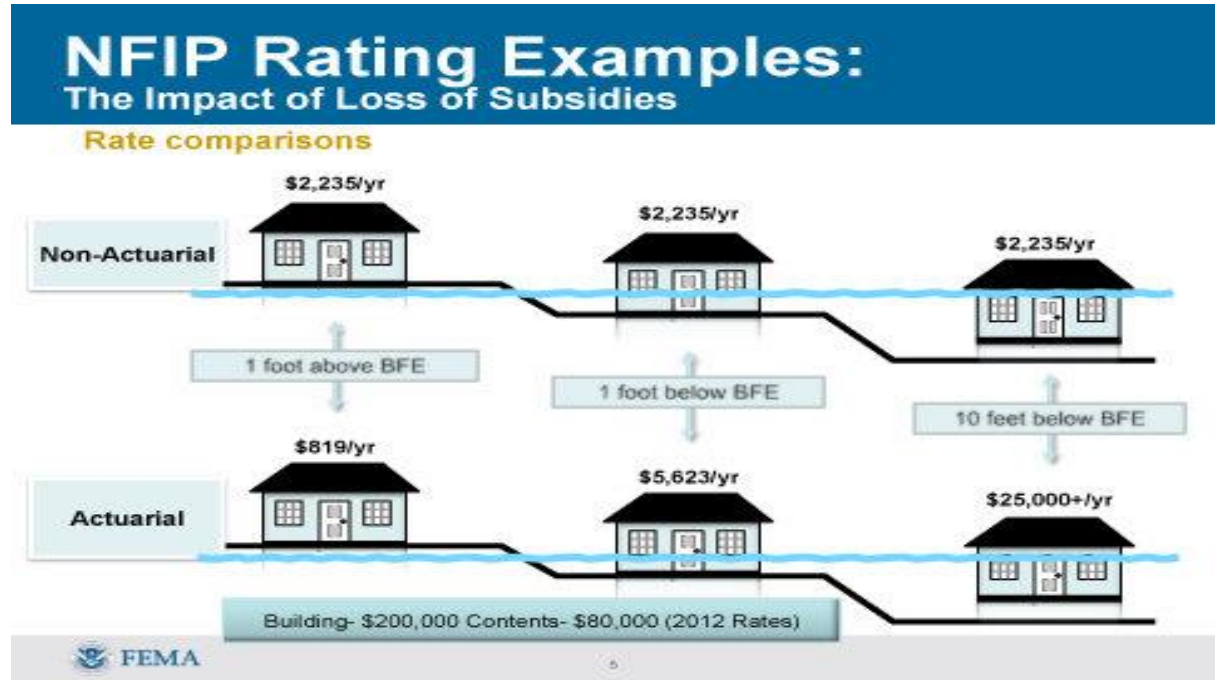 NFIP Rating Examples:
The Impact of Loss of Subsidies
Rate comparisons
$2,235/yr
$2,235/yr
$2,235/yr
Non-Actuarial
1 foot above BFE
1 foot below BFE
10 feet below BFE
$819/yr
$5,623/yr
$25,000+/yr
Actuarial
Building- $200,000 Contents- $80,000 (2012 Rates)
FEMA
5